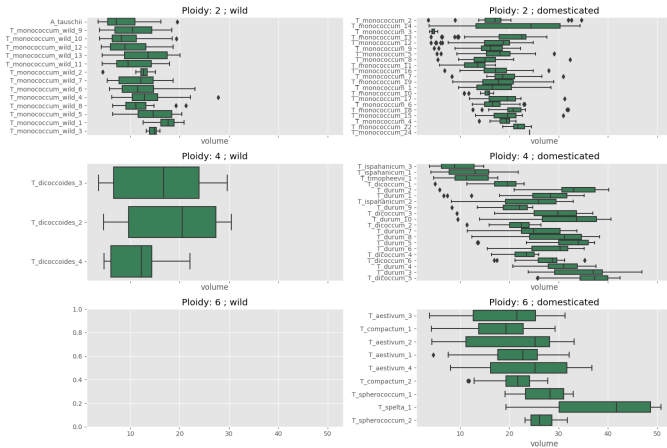 Ploidy: 2 ; wild
A_tauschii
T_monococcum_wild_9
T_monococcum_wild_10
T_monococcum_wild_12
T_monococcum_wild_13
T_monococcum_wild_11
T_monococcum_wild_2
T_monococcum_wild_7
T_monococcum_wild_6
T_monococcum_wild_4
T_monococcum_wild_8
T_monococcum_wild_5
T_monococcum_wild_1
T_monococcum_wild_3
volume
Ploidy: 2 ; domesticated
T_monococcum_2
T_monococcum_14
T_monococcum_3
T_monococcum_13
T_monococcum_12
T_monococcum_9
T_monococcum_15
T_monococcum_8
T_monococcum_11
T_monococcum_16
T_monococcum_7
T_monococcum_1
T_monococcum_10
T_monococcum_17
T_monococcum_6
T_monococcum_5
T_monococcum_4
T_monococcum_22
T_monococcum_24
volume
Ploidy: 4 ; wild
T_dicoccoides_3
T_dicoccoides_2
T_dicoccoides_4
volume
Ploidy: 4 ; domesticated
T_ispahanicum_3
T_ispahanicum_1
T_timopheevii_1
T_dicoccum_1
T_durum_2
T_durum_1
T_ispahanicum_2
T_durum_9
T_dicoccum_3
T_durum_10
T_dicoccum_2
T_durum_7
T_durum_8
T_durum_5
T_durum_6
T_dicoccum_4
T_dicoccum_6
T_durum_4
T_durum_3
T_dicoccum_5
volume
Ploidy: 6 ; wild
1.0
0.8
0.6
0.4
0.2
0.0
10 20 30 40 50
Ploidy: 6 ; domesticated
T_aestivum_3
T_compactum_1
T_aestivum_2
T_aestivum_1
T_aestivum_4
T_compactum_2
T_spherococcum_1
T_spelta_1
T_spherococcum_2
10 20 30 40 50
volume